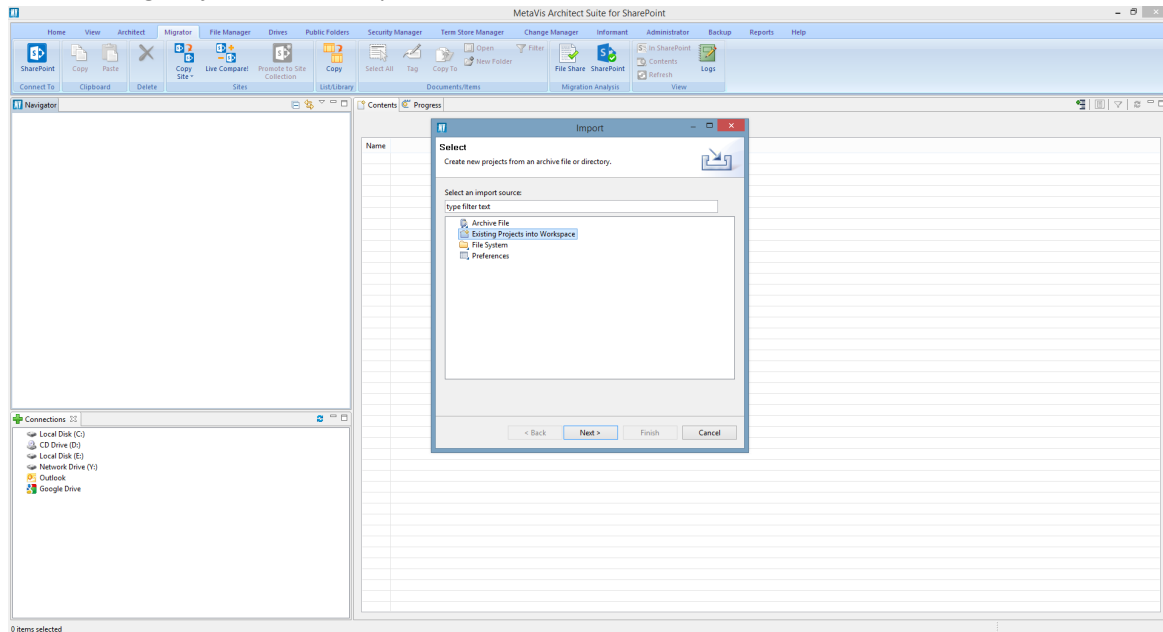 MetaVis Architect Suite for SharePoint
Home View Architect Migrator File Manager Drives Public Folders Security Manager Term Store Manager Change Manager Informant Administrator Backup Reports Help
SharePoint Copy Paste Copy Site Live Compare! Promote to Site Collection Copy Select All Tag Copy To Open New Folder Filter File Share SharePoint In SharePoint Contents Refresh Logs
Connect To Clipboard Delete Sites List/Library Documents/Items Migration Analysis View
Navigator
Contents Progress
Name
Import
Select
Create new projects from an archive file or directory.
Select an import source:
type filter text
Archive File
Existing Projects into Workspace
File System
Preferences
< Back Next > Finish Cancel
Connections
Local Disk (C:)
CD Drive (D:)
Local Disk (E:)
Network Drive (Y:)
Outlook
Google Drive
0 items selected